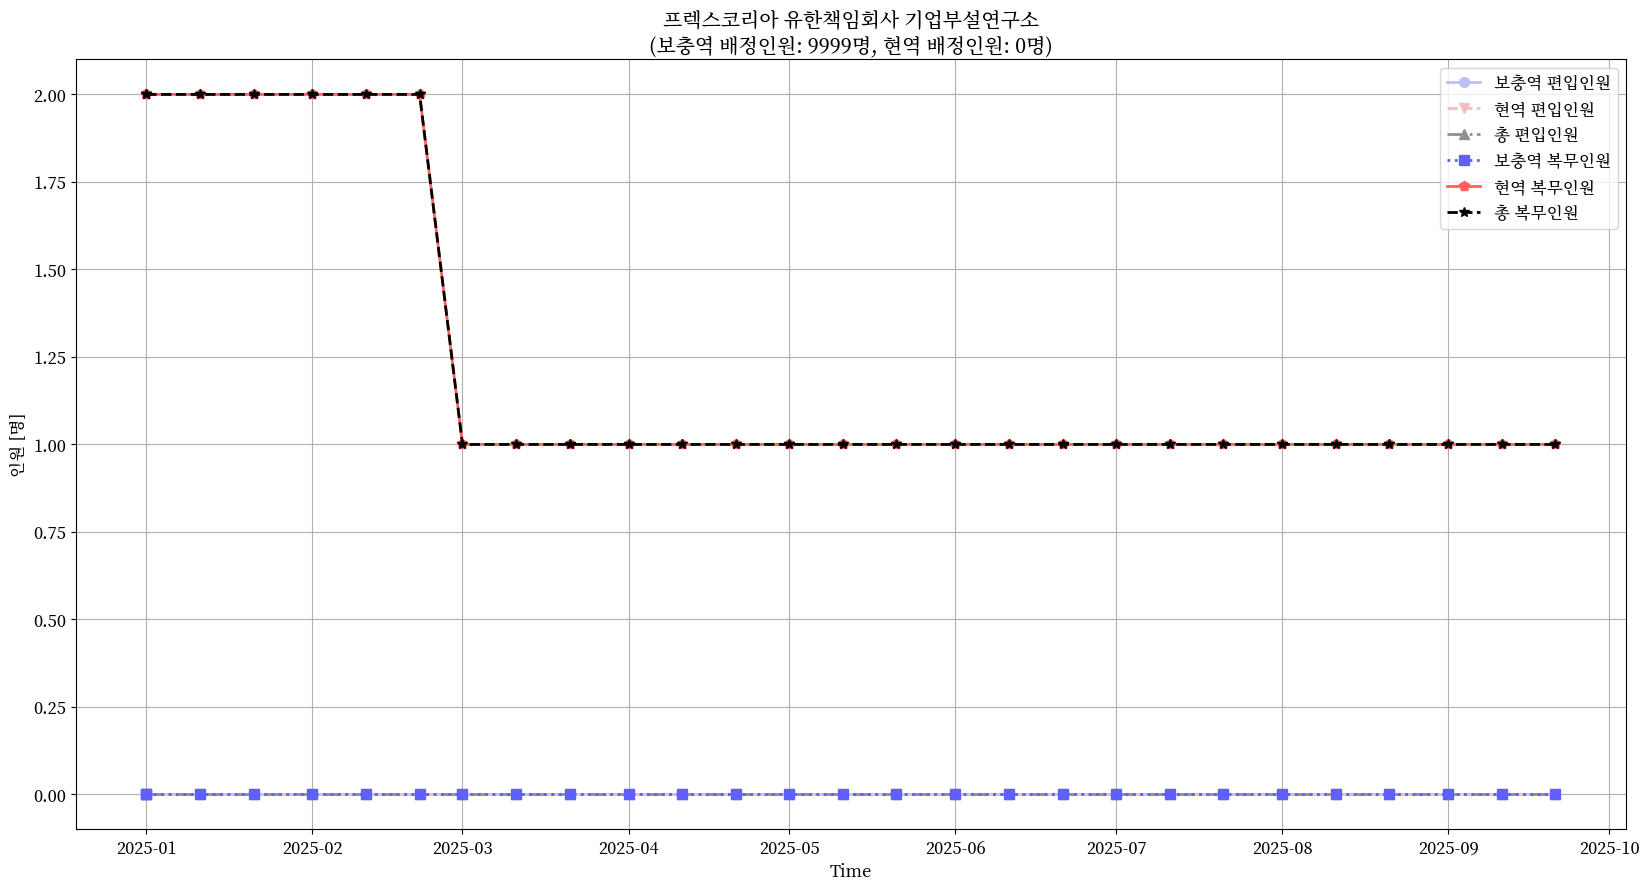 프렉스코리아 유한책임회사 기업부설연구소
(보충역 배정인원: 9999명, 현역 배정인원: 0명)
보충역 편입인원
현역 편입인원
총 편입인원
보충역 복무인원
현역 복무인원
총 복무인원
인원 [명]
2.00
1.75
1.50
1.25
1.00
0.75
0.50
0.25
0.00
2025-01 2025-02 2025-03 2025-04 2025-05 2025-06 2025-07 2025-08 2025-09 2025-10
Time